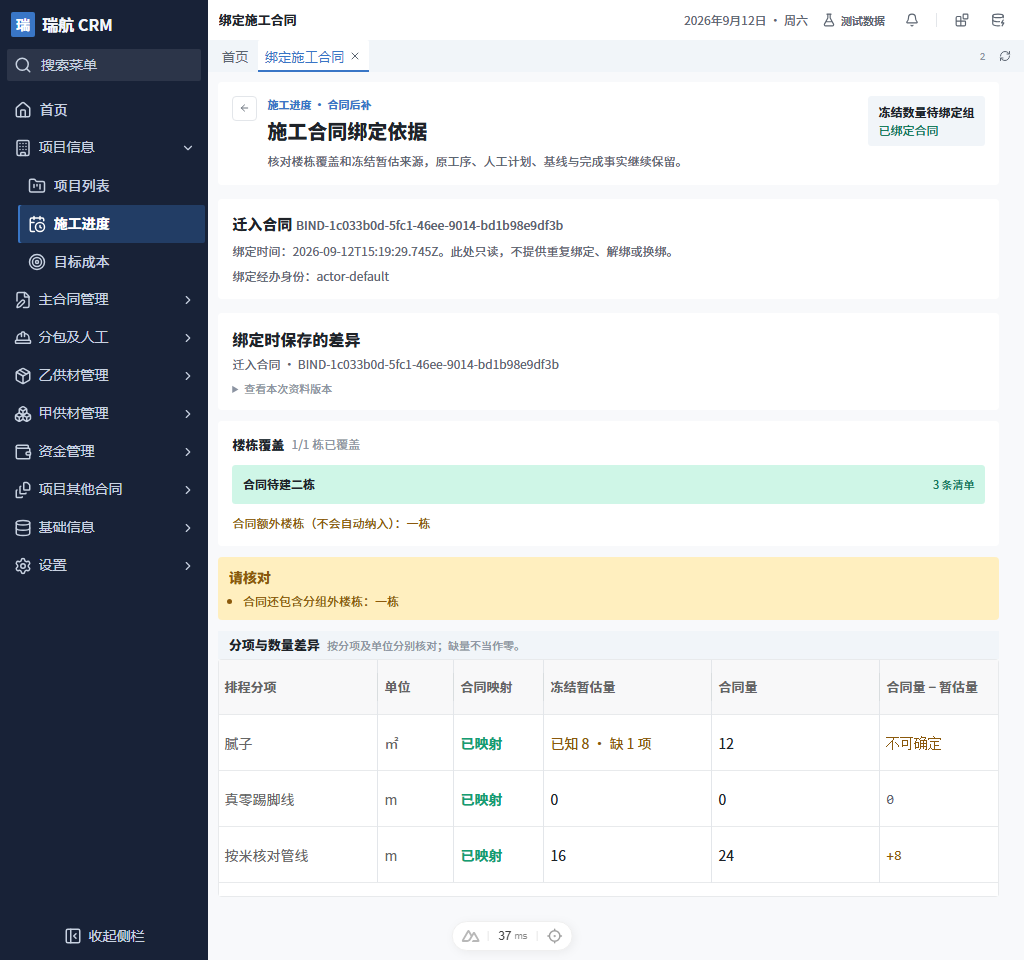 瑞 瑞航 CRM
搜索菜单
首页
项目信息
项目列表
施工进度
目标成本
主合同管理
分包及人工
乙供材管理
甲供材管理
资金管理
项目其他合同
基础信息
设置
收起侧栏
绑定施工合同
2026年9月12日 · 周六 测试数据
首页 绑定施工合同 ×
2
施工进度 · 合同后补
施工合同绑定依据
核对楼栋覆盖和冻结暂估来源，原工序、人工计划、基线与完成事实继续保留。
冻结数量待绑定组
已绑定合同
迁入合同 BIND-1c033b0d-5fc1-46ee-9014-bd1b98e9df3b
绑定时间：2026-09-12T15:19:29.745Z。此处只读，不提供重复绑定、解绑或换绑。
绑定经办身份：actor-default
绑定时保存的差异
迁入合同 · BIND-1c033b0d-5fc1-46ee-9014-bd1b98e9df3b
查看本次资料版本
楼栋覆盖 1/1 栋已覆盖
合同待建二栋 3 条清单
合同额外楼栋（不会自动纳入）：一栋
请核对
合同还包含分组外楼栋：一栋
分项与数量差异 按分项及单位分别核对；缺量不当作零。
排程分项 单位 合同映射 冻结暂估量 合同量 合同量 − 暂估量
腻子 ㎡ 已映射 已知 8 · 缺 1 项 12 不可确定
真零踢脚线 m 已映射 0 0 0
按米核对管线 m 已映射 16 24 +8
37 ms